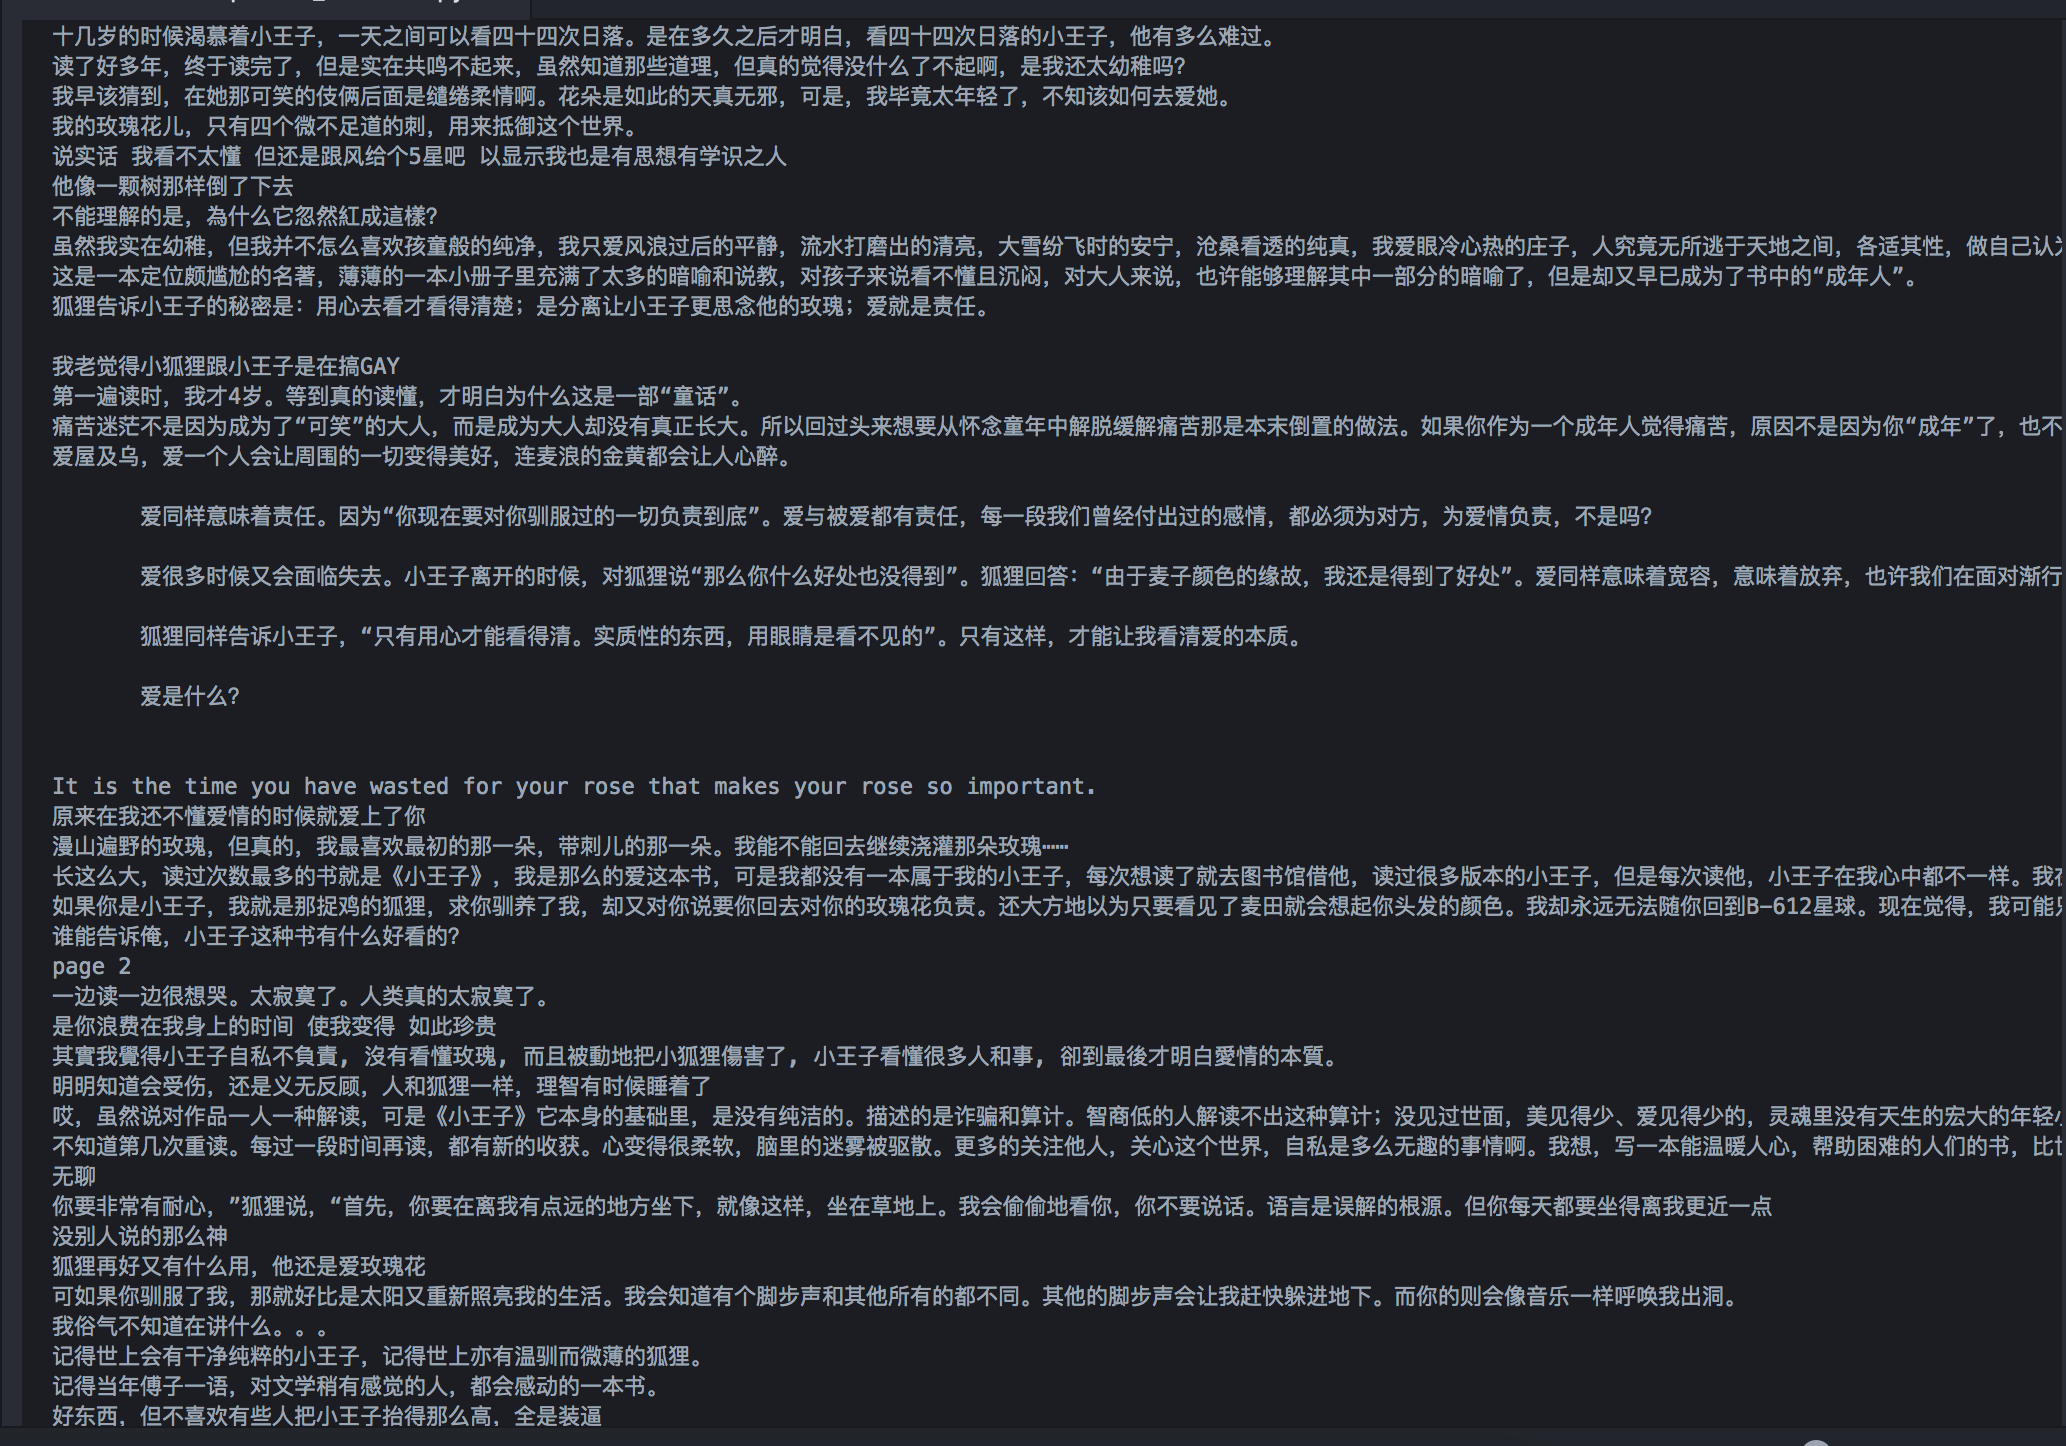 十几岁的时候渴慕着小王子，一天之间可以看四十四次日落。是在多久之后才明白，看四十四次日落的小王子，他有多么难过。
读了好多年，终于读完了，但是实在共鸣不起来，虽然知道那些道理，但真的觉得没什么了不起啊，是我还太幼稚吗？
我早该猜到，在她那可笑的伎俩后面是缱绻柔情啊。花朵是如此的天真无邪，可是，我毕竟太年轻了，不知该如何去爱她。
我的玫瑰花儿，只有四个微不足道的刺，用来抵御这个世界。
说实话 我看不太懂 但还是跟风给个5星吧 以显示我也是有思想有学识之人
他像一颗树那样倒了下去
不能理解的是，為什么它忽然紅成這樣？
虽然我实在幼稚，但我并不怎么喜欢孩童般的纯净，我只爱风浪过后的平静，流水打磨出的清亮，大雪纷飞时的安宁，沧桑看透的纯真，我爱眼冷心热的庄子，人究竟无所逃于天地之间，各适其性，做自己认
这是一本定位颇尴尬的名著，薄薄的一本小册子里充满了太多的暗喻和说教，对孩子来说看不懂且沉闷，对大人来说，也许能够理解其中一部分的暗喻了，但是却又早已成为了书中的“成年人”。
狐狸告诉小王子的秘密是：用心去看才看得清楚；是分离让小王子更思念他的玫瑰；爱就是责任。
我老觉得小狐狸跟小王子是在搞GAY
第一遍读时，我才4岁。等到真的读懂，才明白为什么这是一部“童话”。
痛苦迷茫不是因为成为了“可笑”的大人，而是成为大人却没有真正长大。所以回过头来想要从怀念童年中解脱缓解痛苦那是本末倒置的做法。如果你作为一个成年人觉得痛苦，原因不是因为你“成年”了，也不
爱屋及乌，爱一个人会让周围的一切变得美好，连麦浪的金黄都会让人心醉。
爱同样意味着责任。因为“你现在要对你驯服过的一切负责到底”。爱与被爱都有责任，每一段我们曾经付出过的感情，都必须为对方，为爱情负责，不是吗？
爱很多时候又会面临失去。小王子离开的时候，对狐狸说“那么你什么好处也没得到”。狐狸回答：“由于麦子颜色的缘故，我还是得到了好处”。爱同样意味着宽容，意味着放弃，也许我们在面对渐行
狐狸同样告诉小王子，“只有用心才能看得清。实质性的东西，用眼睛是看不见的”。只有这样，才能让我看清爱的本质。
爱是什么？
It is the time you have wasted for your rose that makes your rose so important.
原来在我还不懂爱情的时候就爱上了你
漫山遍野的玫瑰，但真的，我最喜欢最初的那一朵，带刺儿的那一朵。我能不能回去继续浇灌那朵玫瑰……
长这么大，读过次数最多的书就是《小王子》，我是那么的爱这本书，可是我都没有一本属于我的小王子，每次想读了就去图书馆借他，读过很多版本的小王子，但是每次读他，小王子在我心中都不一样。我
如果你是小王子，我就是那捉鸡的狐狸，求你驯养了我，却又对你说要你回去对你的玫瑰花负责。还大方地以为只要看见了麦田就会想起你头发的颜色。我却永远无法随你回到B-612星球。现在觉得，我可能
谁能告诉俺，小王子这种书有什么好看的？
page 2
一边读一边很想哭。太寂寞了。人类真的太寂寞了。
是你浪费在我身上的时间 使我变得 如此珍贵
其實我覺得小王子自私不負責, 沒有看懂玫瑰, 而且被動地把小狐狸傷害了, 小王子看懂很多人和事, 卻到最後才明白愛情的本質。
明明知道会受伤，还是义无反顾，人和狐狸一样，理智有时候睡着了
哎，虽然说对作品一人一种解读，可是《小王子》它本身的基础里，是没有纯洁的。描述的是诈骗和算计。智商低的人解读不出这种算计；没见过世面，美见得少、爱见得少的，灵魂里没有天生的宏大的年轻
不知道第几次重读。每过一段时间再读，都有新的收获。心变得很柔软，脑里的迷雾被驱散。更多的关注他人，关心这个世界，自私是多么无趣的事情啊。我想，写一本能温暖人心，帮助困难的人们的书，比
无聊
你要非常有耐心，”狐狸说，“首先，你要在离我有点远的地方坐下，就像这样，坐在草地上。我会偷偷地看你，你不要说话。语言是误解的根源。但你每天都要坐得离我更近一点
没别人说的那么神
狐狸再好又有什么用，他还是爱玫瑰花
可如果你驯服了我，那就好比是太阳又重新照亮我的生活。我会知道有个脚步声和其他所有的都不同。其他的脚步声会让我赶快躲进地下。而你的则会像音乐一样呼唤我出洞。
我俗气不知道在讲什么。。。
记得世上会有干净纯粹的小王子，记得世上亦有温驯而微薄的狐狸。
记得当年傅子一语，对文学稍有感觉的人，都会感动的一本书。
好东西，但不喜欢有些人把小王子抬得那么高，全是装逼